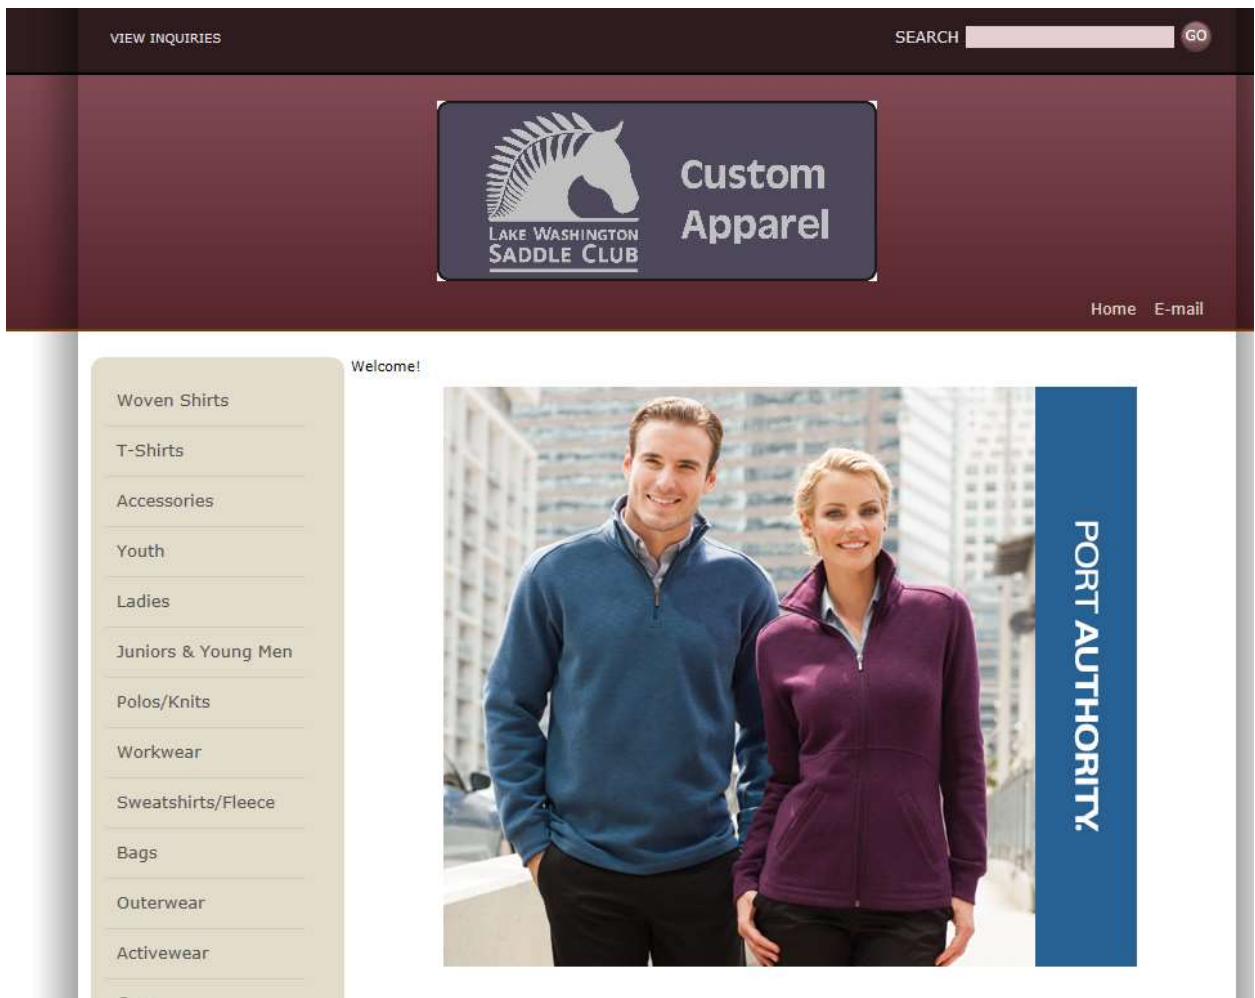 VIEW INQUIRIES
SEARCH
GO
LAKE WASHINGTON
SADDLE CLUB
Custom
Apparel
Home E-mail
Welcome!
Woven Shirts
T-Shirts
Accessories
Youth
Ladies
Juniors & Young Men
Polos/Knits
Workwear
Sweatshirts/Fleece
Bags
Outerwear
Activewear
PORT AUTHORITY.